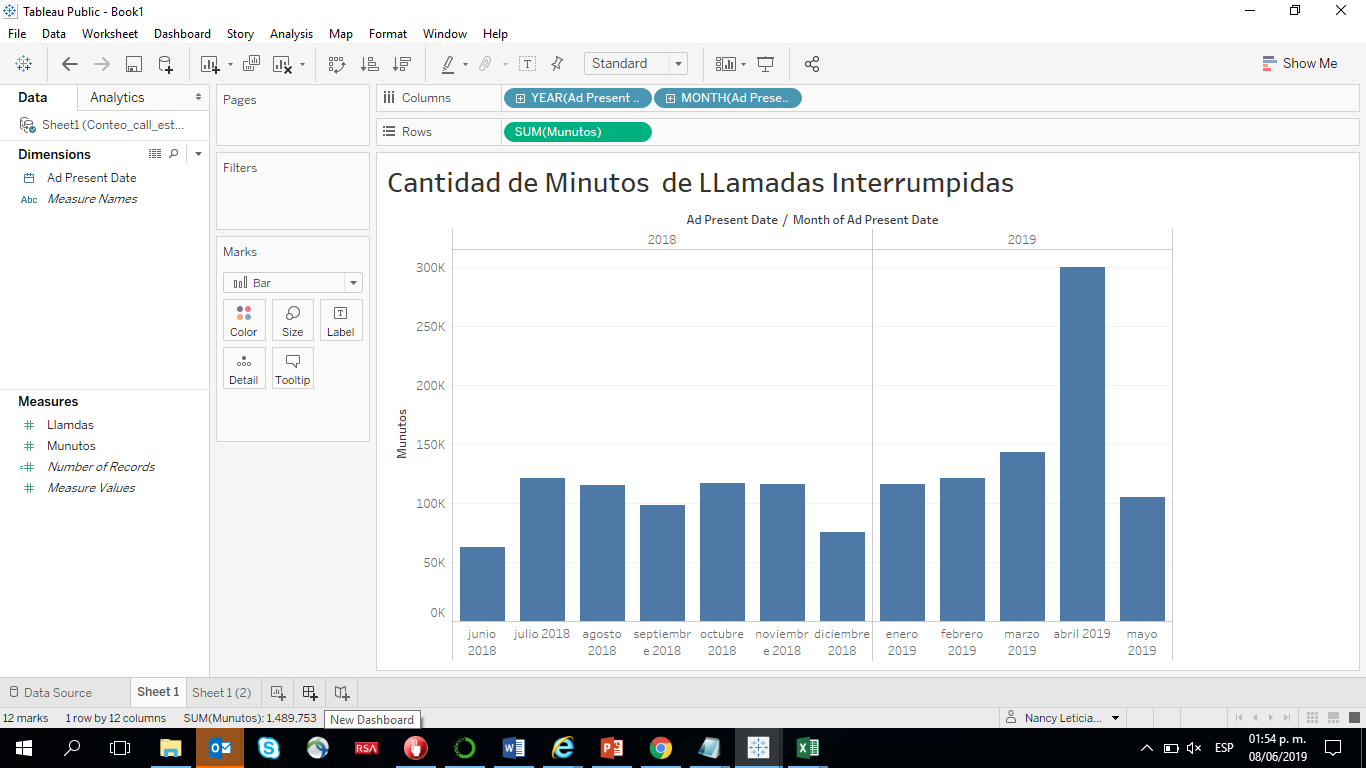 Tableau Public - Book1
File Data Worksheet Dashboard Story Analysis Map Format Window Help
Standard
Show Me
Data Analytics
Sheet1 (Conteo_call_est...
Dimensions
Ad Present Date
Abc Measure Names
Measures
Llamdas
Munutos
Number of Records
Measure Values
Pages
Filters
Marks
Bar
Color Size Label
Detail Tooltip
Columns YEAR(Ad Present .. MONTH(Ad Prese..
Rows SUM(Munutos)
Cantidad de Minutos  de LLamadas Interrumpidas
Ad Present Date / Month of Ad Present Date
2018 2019
Munutos
300K
250K
200K
150K
100K
50K
0K
junio 2018
julio 2018
agosto 2018
septiembr
e 2018
octubre 2018
noviembr
e 2018
diciembre 2018
enero 2019
febrero 2019
marzo 2019
abril 2019
mayo 2019
Data Source Sheet 1 Sheet 1 (2)
12 marks 1 row by 12 columns SUM(Munutos): 1,489,753
New Dashboard
Nancy Leticia...
RSA
ESP
01:54 p. m.
08/06/2019